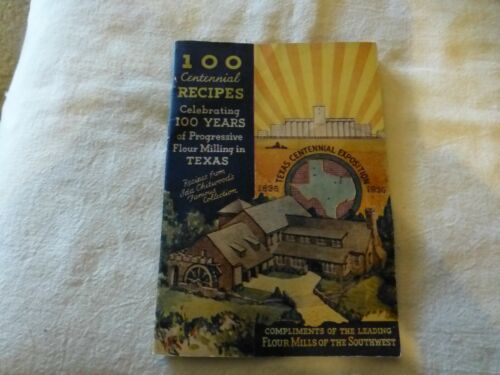 100
Centennial
RECIPES
Celebrating
100 YEARS
of Progressive
Flour Milling in
TEXAS
Recipes from
Ida Chitwood's
Famous
Collection
TEXAS CENTENNIAL EXPOSITION
1836 1936
COMPLIMENTS OF THE LEADING
FLOUR MILLS OF THE SOUTHWEST